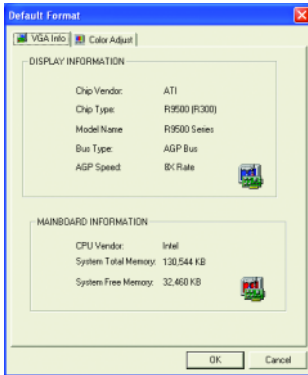 Default Format
VGA Info
Color Adjust
DISPLAY INFORMATION
Chip Vendor: ATI
Chip Type: R9500 (R300)
Model Name R9500 Series
Bus Type: AGP Bus
AGP Speed: 8X Rate
MAINBOARD INFORMATION
CPU Vendor: Intel
System Total Memory: 130,544 KB
System Free Memory: 32,460 KB
OK
Cancel